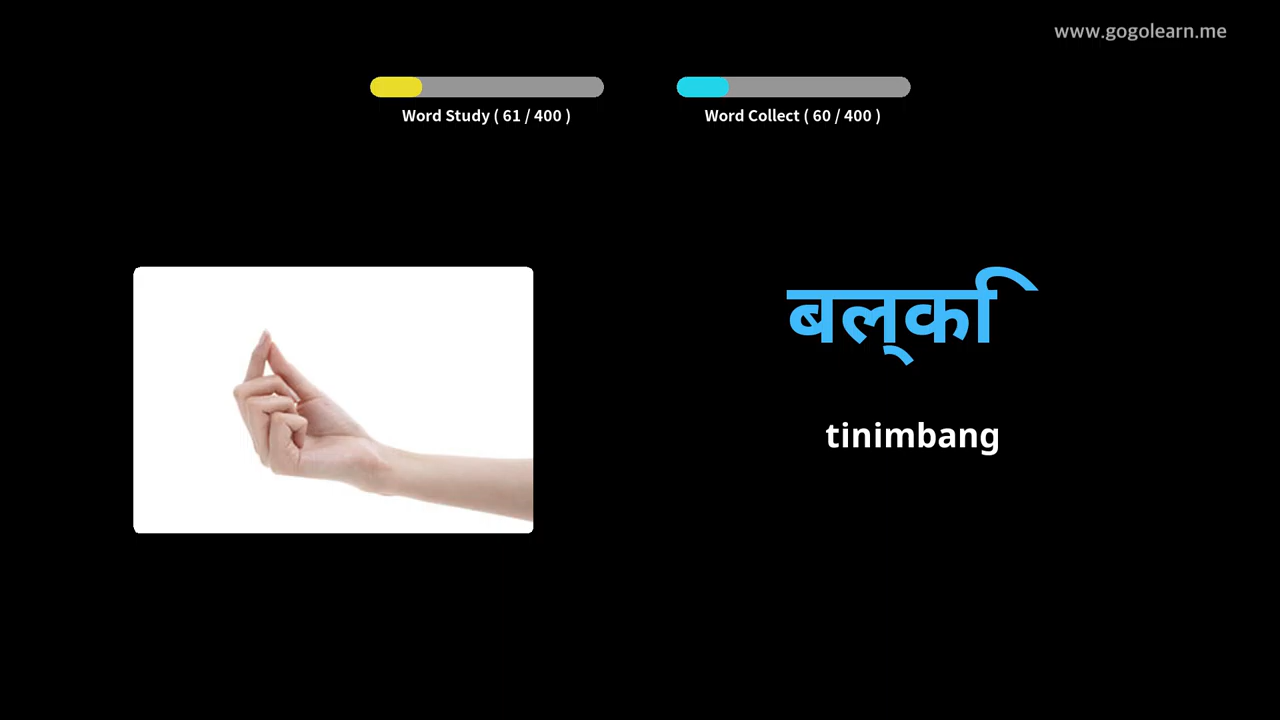 www.gogolearn.me
Word Study ( 61 / 400 )
Word Collect ( 60 / 400 )
बल्कि
tinimbang